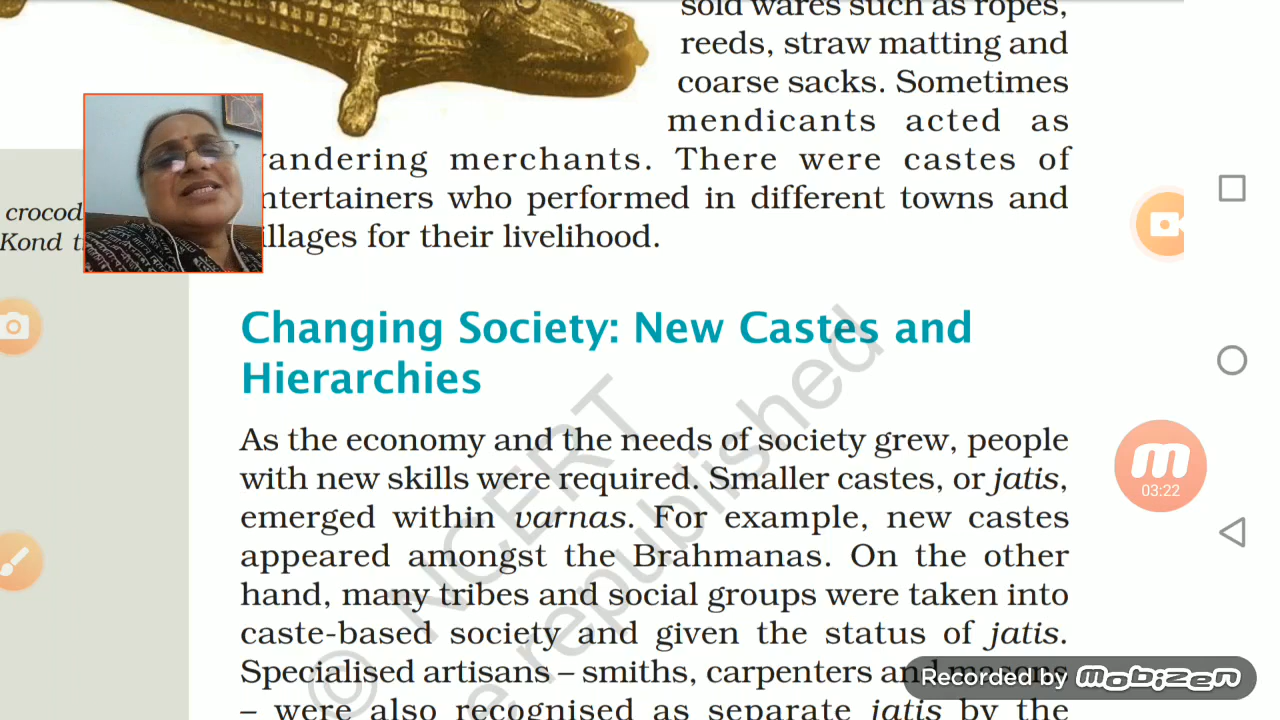 sold wares such as ropes,
reeds, straw matting and
coarse sacks. Sometimes
mendicants acted as
wandering merchants. There were castes of
entertainers who performed in different towns and
villages for their livelihood.
crocod
Kond t
Changing Society: New Castes and
Hierarchies
As the economy and the needs of society grew, people
with new skills were required. Smaller castes, or jatis,
emerged within varnas. For example, new castes
appeared amongst the Brahmanas. On the other
hand, many tribes and social groups were taken into
caste-based society and given the status of jatis.
Specialised artisans – smiths, carpenters and masons
– were also recognised as separate jatis by the
© NCERT
republished
03:22
Recorded by mobizen